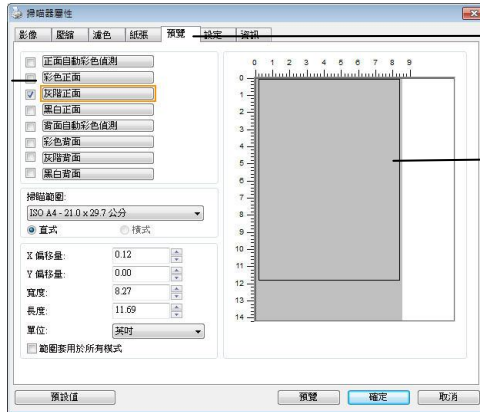 掃瞄器屬性
影像 壓縮 濾色 紙張 預覽 設定 資訊
正面自動彩色偵測
彩色正面
灰階正面
黑白正面
背面自動彩色偵測
彩色背面
灰階背面
黑白背面
掃瞄範圍:
ISO A4 - 21.0 x 29.7 公分
直式 橫式
X 偏移量: 0.12
Y 偏移量: 0.00
寬度: 8.27
長度: 11.69
單位: 英吋
範圍套用於所有模式
0 1 2 3 4 5 6 7 8 9
0
1
2
3
4
5
6
7
8
9
10
11
12
13
14
預設值 預覽 確定 取消